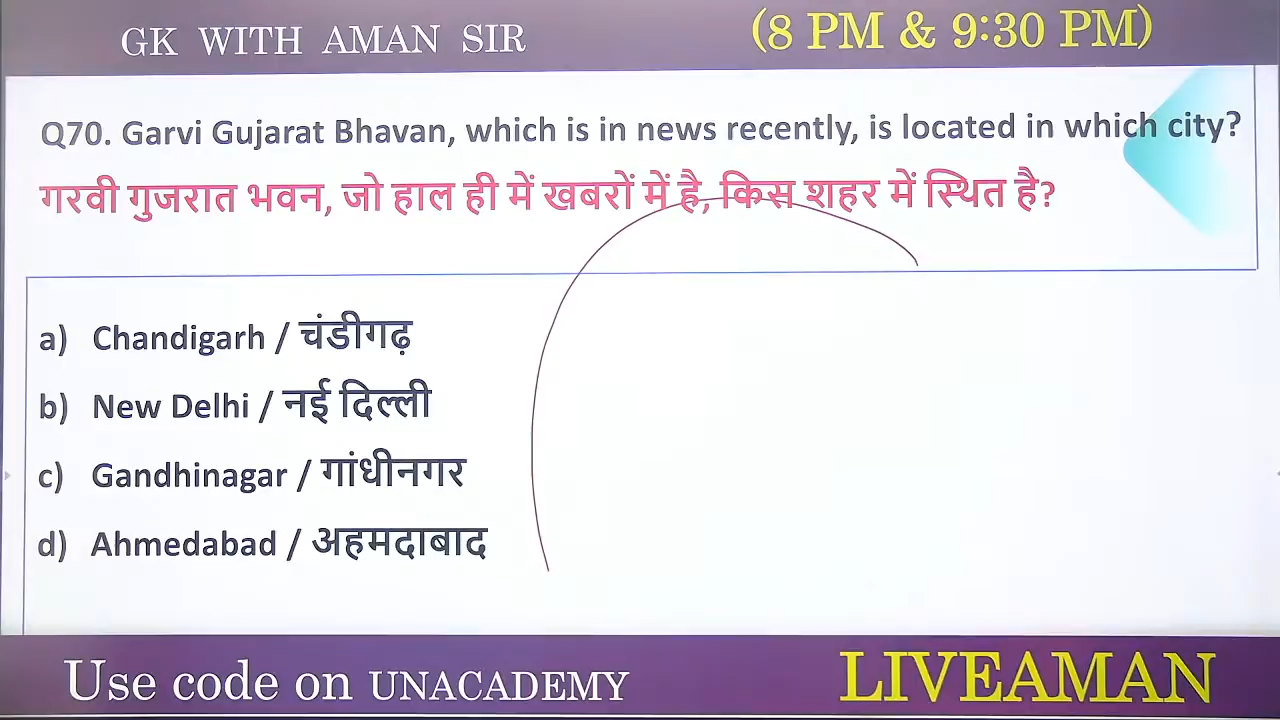 GK WITH AMAN SIR
(8 PM & 9:30 PM)
Q70. Garvi Gujarat Bhavan, which is in news recently, is located in which city?
गरवी गुजरात भवन, जो हाल ही में खबरों में है, किस शहर में स्थित है?
a) Chandigarh / चंडीगढ़
b) New Delhi / नई दिल्ली
c) Gandhinagar / गांधीनगर
d) Ahmedabad / अहमदाबाद
Use code on UNACADEMY
LIVEAMAN